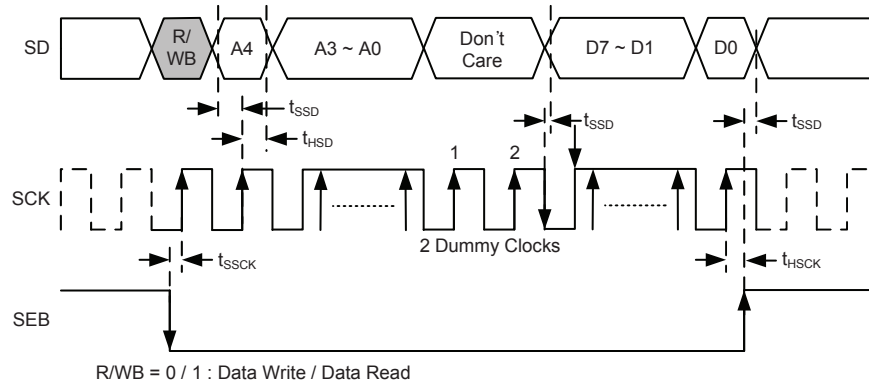 SD
R/
WB
A4
A3 ~ A0
Don't
Care
D7 ~ D1
D0
tSSD
tHSD
tSSD
tSSD
SCK
1
2
2 Dummy Clocks
tSSCK
tHSCK
SEB
R/WB = 0 / 1 : Data Write / Data Read